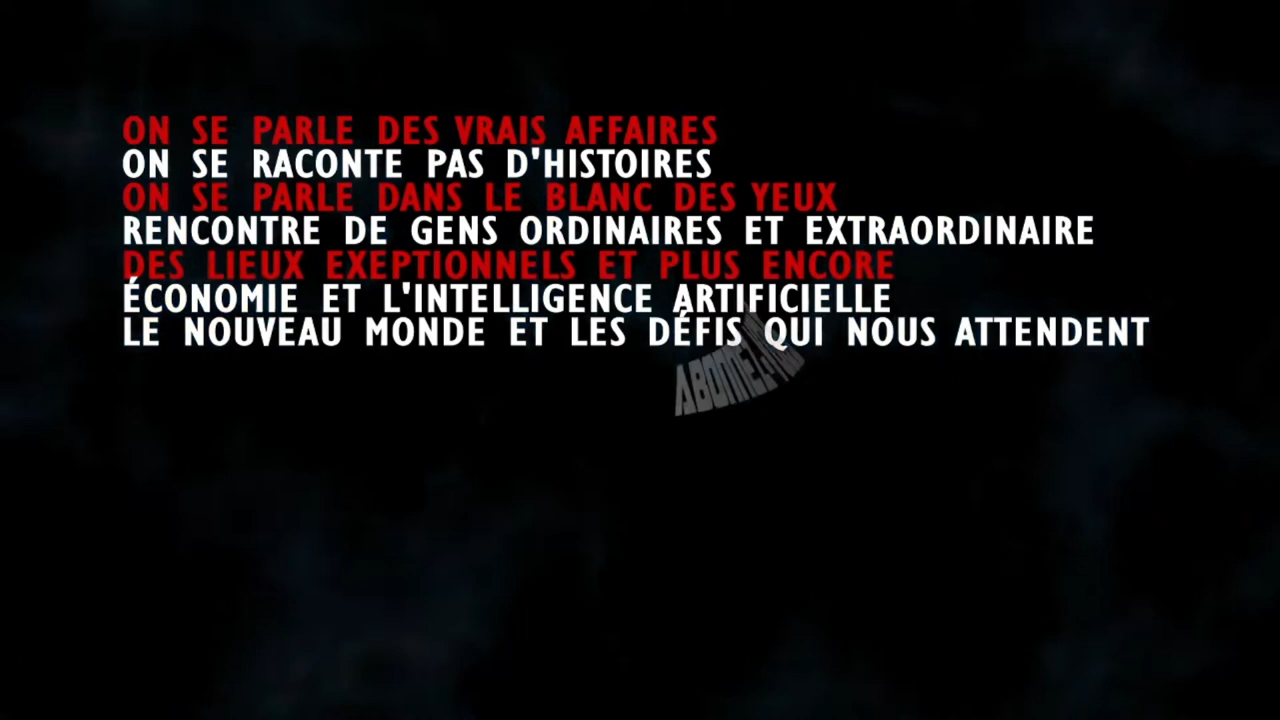 ON SE PARLE DES VRAIS AFFAIRES
ON SE RACONTE PAS D'HISTOIRES
ON SE PARLE DANS LE BLANC DES YEUX
RENCONTRE DE GENS ORDINAIRES ET EXTRAORDINAIRE
DES LIEUX EXEPTIONNELS ET PLUS ENCORE
ÉCONOMIE ET L'INTELLIGENCE ARTIFICIELLE
LE NOUVEAU MONDE ET LES DÉFIS QUI NOUS ATTENDENT